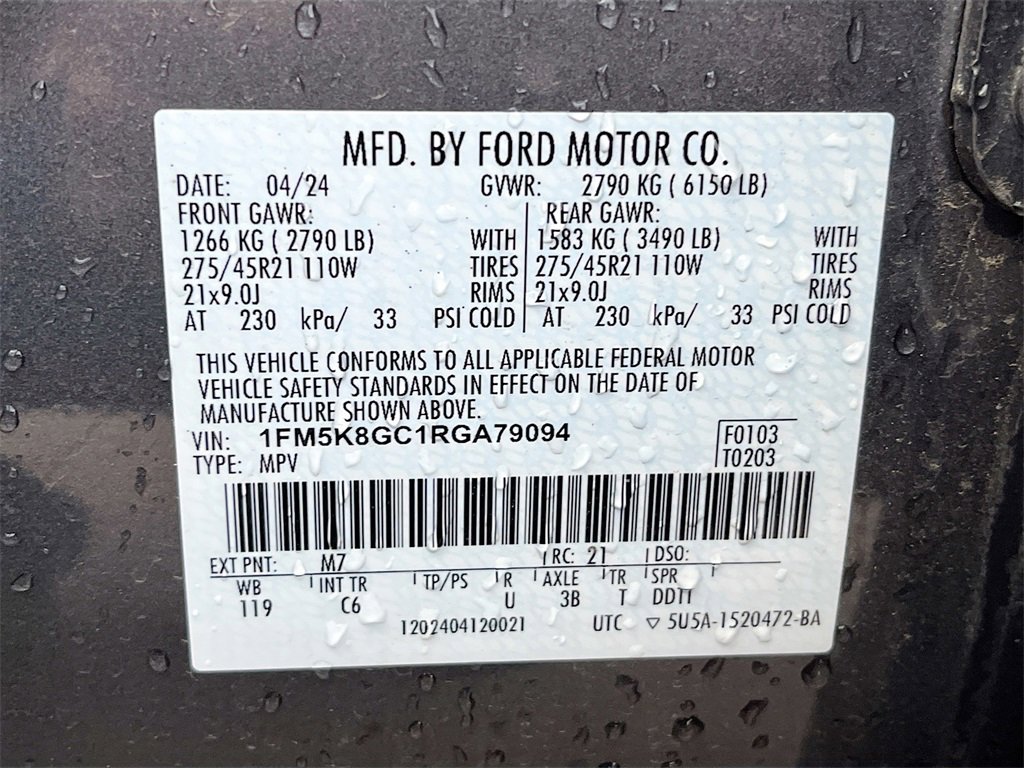 MFD. BY FORD MOTOR CO.
DATE: 04/24 GVWR: 2790 KG ( 6150 LB)
FRONT GAWR: REAR GAWR:
1266 KG ( 2790 LB) WITH 1583 KG ( 3490 LB) WITH
275/45R21 110W TIRES 275/45R21 110W TIRES
21x9.0J RIMS 21x9.0J RIMS
AT 230 kPa/ 33 PSI COLD AT 230 kPa/ 33 PSI COLD
THIS VEHICLE CONFORMS TO ALL APPLICABLE FEDERAL MOTOR
VEHICLE SAFETY STANDARDS IN EFFECT ON THE DATE OF
MANUFACTURE SHOWN ABOVE.
VIN: 1FM5K8GC1RGA79094 F0103
TYPE: MPV T0203
EXT PNT: M7 RC: 21 DSO:
WB INT TR TP/PS R AXLE TR SPR
119 C6 U 3B T DDTT
1202404120021 UTC ▽ 5U5A-1520472-BA